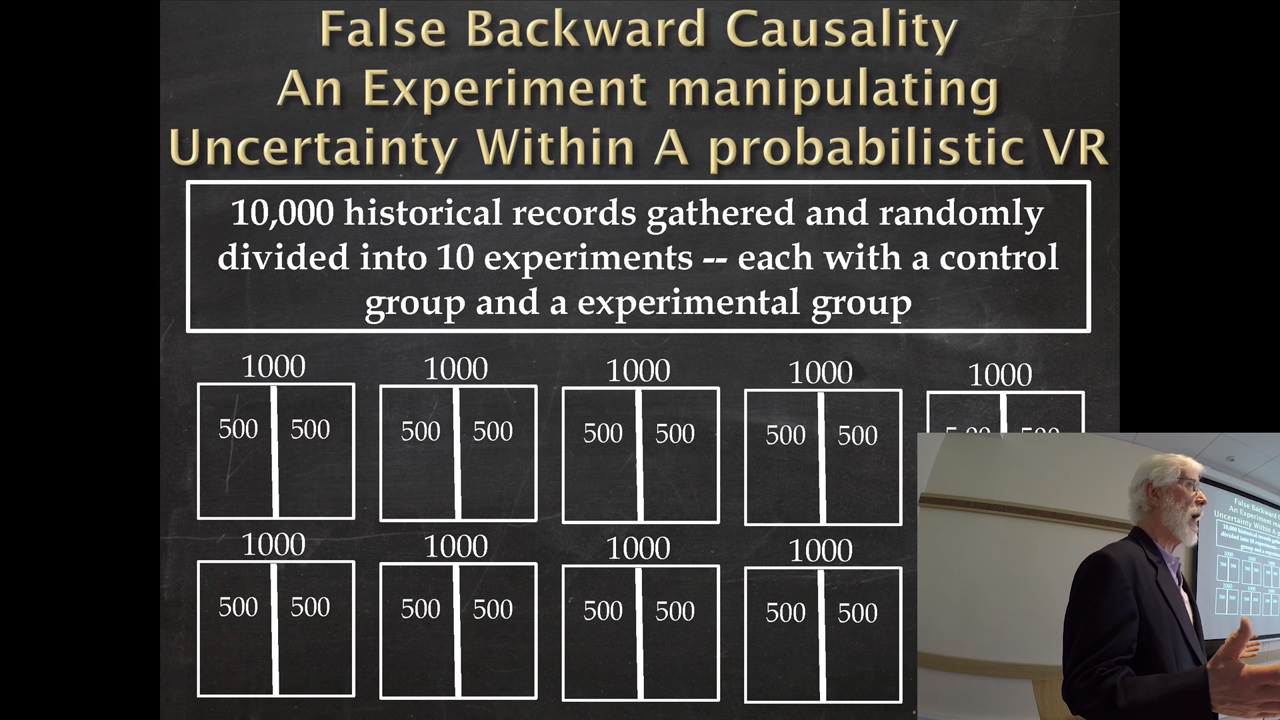 False Backward Causality
An Experiment manipulating
Uncertainty Within A probabilistic VR
10,000 historical records gathered and randomly
divided into 10 experiments -- each with a control
group and a experimental group
1000 1000 1000 1000 1000
500 500 500 500 500 500 500 500
1000 1000 1000 1000
500 500 500 500 500 500 500 500